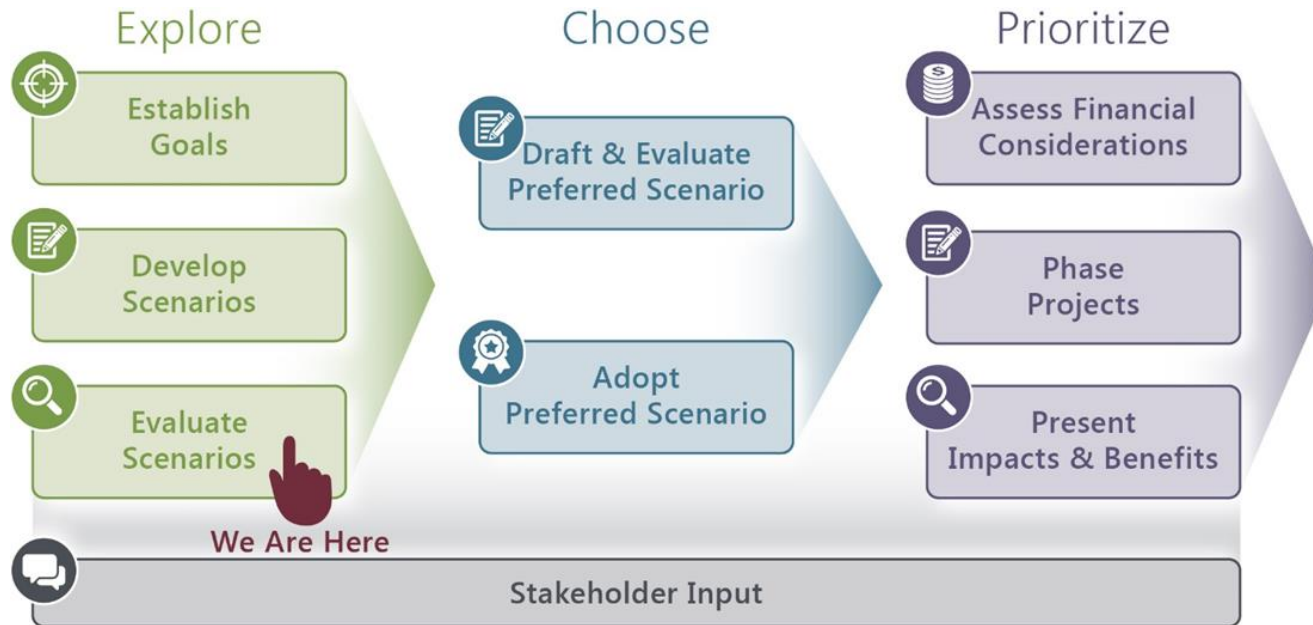 Explore
Establish
Goals
Develop
Scenarios
Evaluate
Scenarios
We Are Here
Choose
Draft & Evaluate
Preferred Scenario
Adopt
Preferred Scenario
Prioritize
$
Assess Financial
Considerations
Phase
Projects
Present
Impacts & Benefits
Stakeholder Input